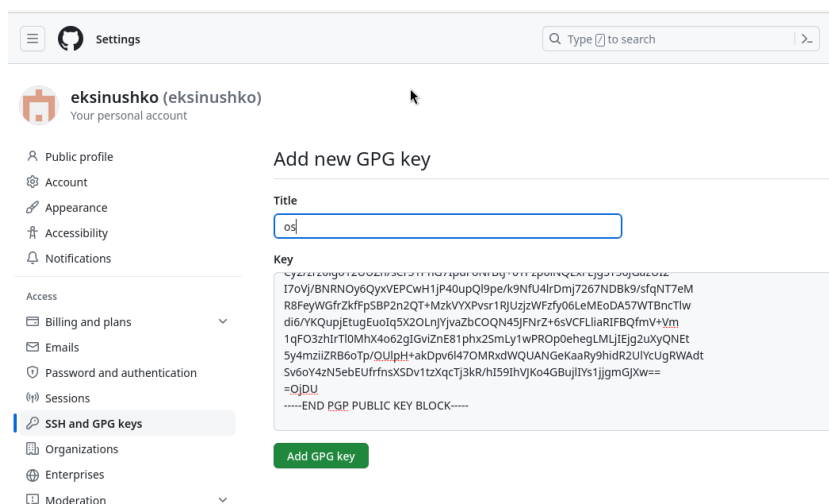 Settings
Type / to search
eksinushko (eksinushko)
Your personal account
Public profile
Account
Appearance
Accessibility
Notifications
Access
Billing and plans
Emails
Password and authentication
Sessions
SSH and GPG keys
Organizations
Enterprises
Moderation
Add new GPG key
Title
os
Key
I7oVj/BNRNOy6QyxVEPCwH1jP40upQl9pe/k9NfU4lrDmj7267NDBk9/sfqNT7eM
R8FeyWGfrZkfFpSBP2n2QT+MzkVYXPvsr1RJUzjzWFzfy06LeMEoDA57WTBncTlw
di6/YKQupjEtugEuoIq5X2OLnJYjvaZbCOQN45JFNrZ+6sVCFLliaRIFBQfmV+Vm
1qFO3zhIrTl0MhX4o62gIGviZnE81phx2SmLy1wPROp0ehegLMLjIEjg2uXyQNEt
5y4mziiZRB6oTp/OUlpH+akDpv6l47OMRxdWQUANGeKaaRy9hidR2UlYcUgRWAdt
Sv6oY4zN5ebEUfrfnsXSDv1tzXqcTj3kR/hI59IhVJKo4GBujlIYs1jjgmGJXw==
=OjDU
-----END PGP PUBLIC KEY BLOCK-----
Add GPG key